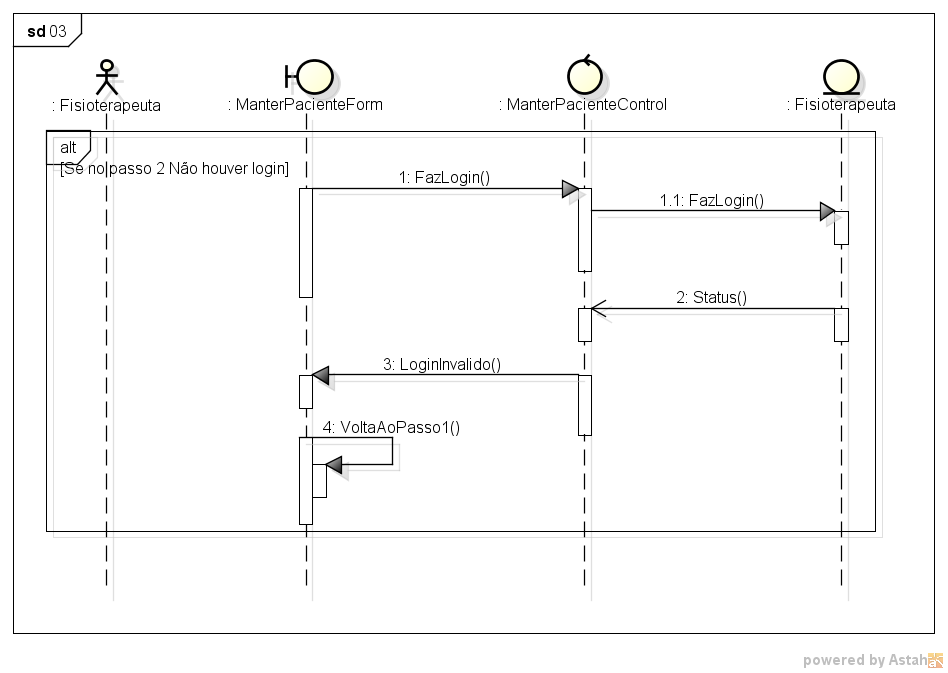 sd 03
: Fisioterapeuta
: ManterPacienteForm
: ManterPacienteControl
: Fisioterapeuta
alt
[Se no passo 2 Não houver login]
1: FazLogin()
1.1: FazLogin()
2: Status()
3: LoginInvalido()
4: VoltaAoPasso1()
powered by Astah